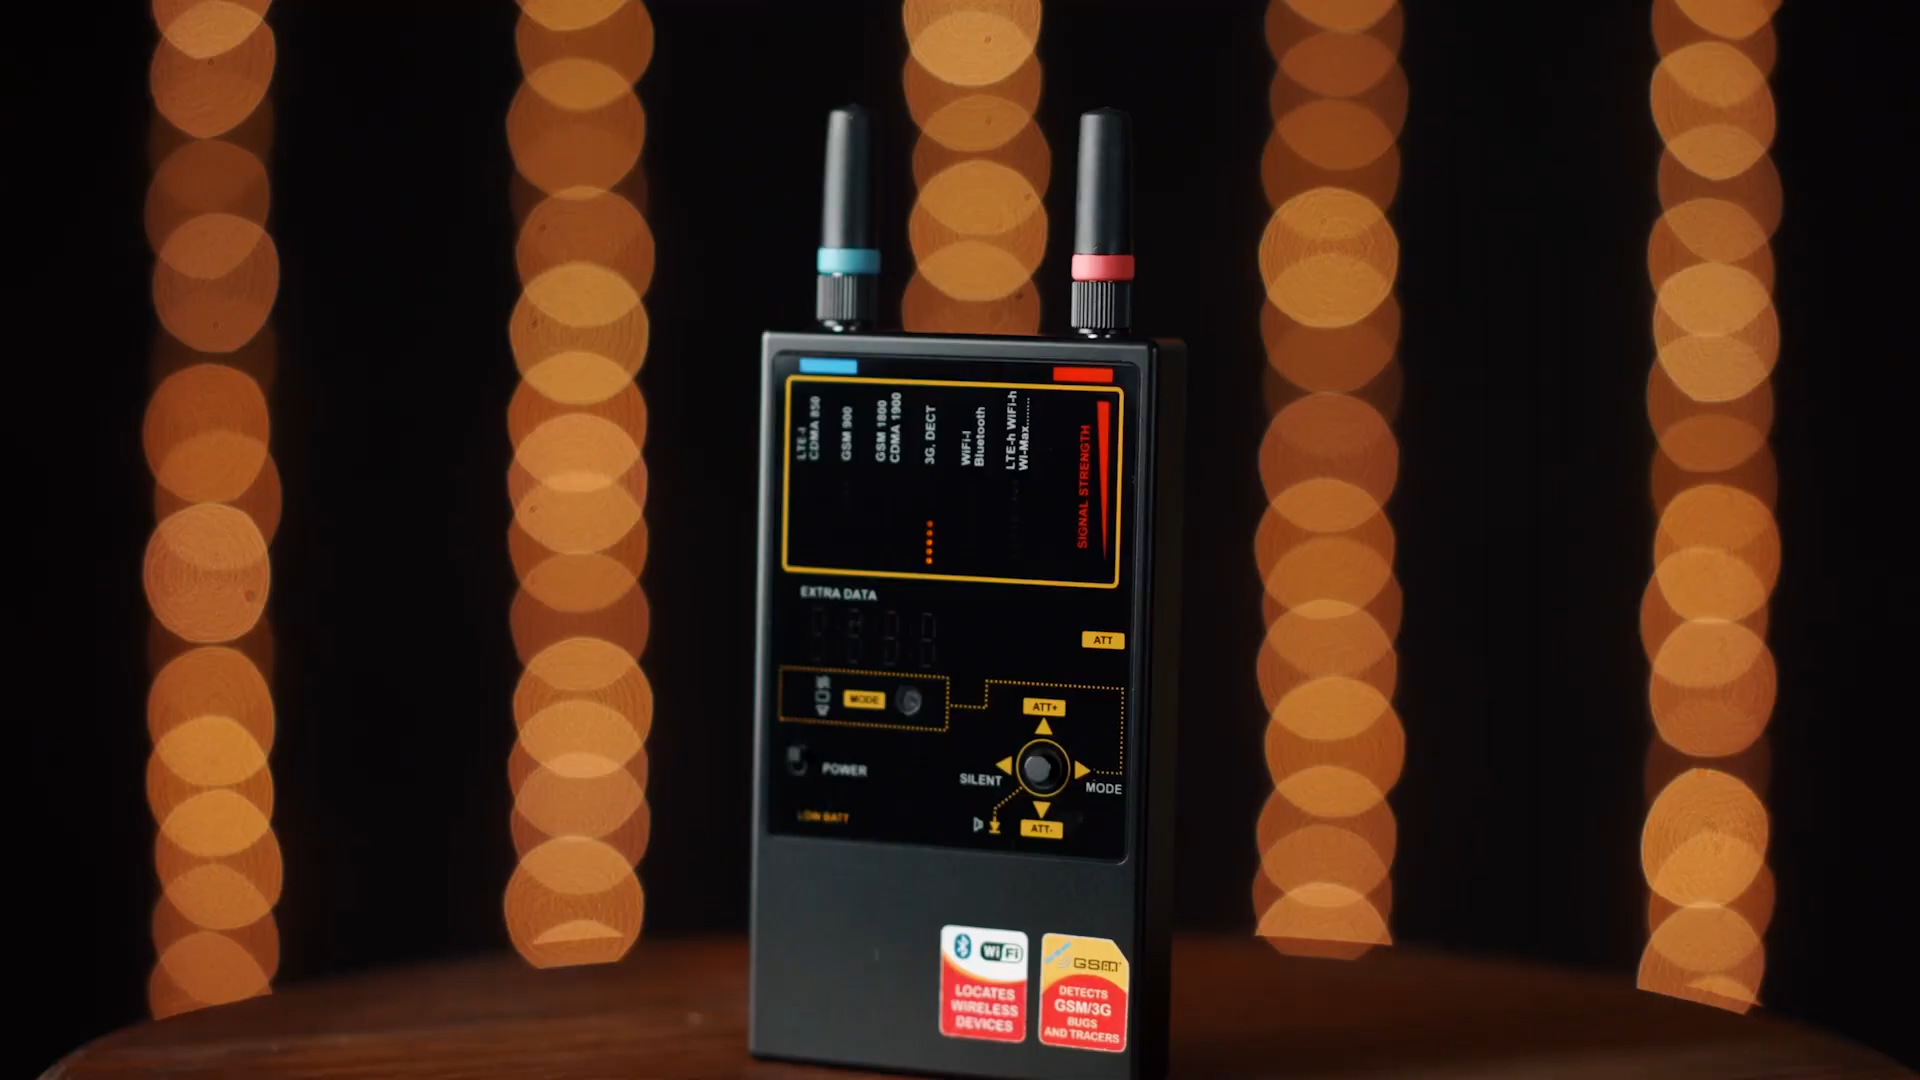 LTE-l
CDMA 850
GSM 900
GSM 1800
CDMA 1900
3G, DECT
WiFi-l
Bluetooth
LTE-h WiFi-h
Wi-Max.........
SIGNAL STRENGTH
EXTRA DATA
ATT
MODE
ATT+
POWER
SILENT
MODE
LOW BATT
ATT-
WiFi
LOCATES
WIRELESS
DEVICES
GSM
DETECTS
GSM/3G
BUGS
AND TRACERS